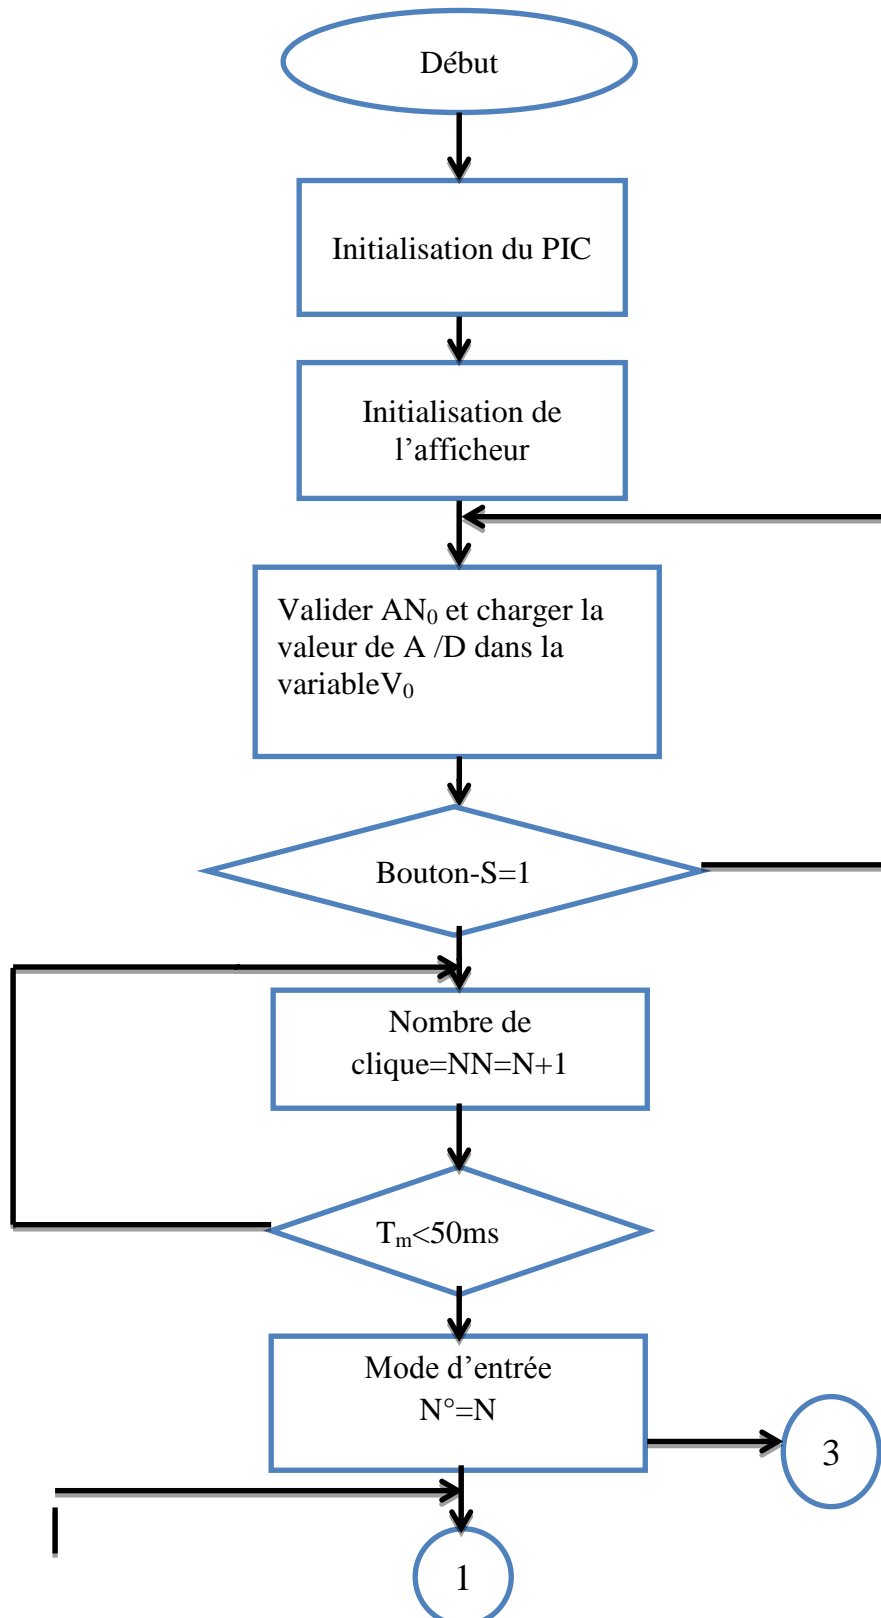 Début
Initialisation du PIC
Initialisation de
l’afficheur
Valider AN₀ et charger la
valeur de A /D dans la
variableV₀
Bouton-S=1
Nombre de
clique=NN=N+1
Tₘ<50ms
Mode d’entrée
N°=N
3
1